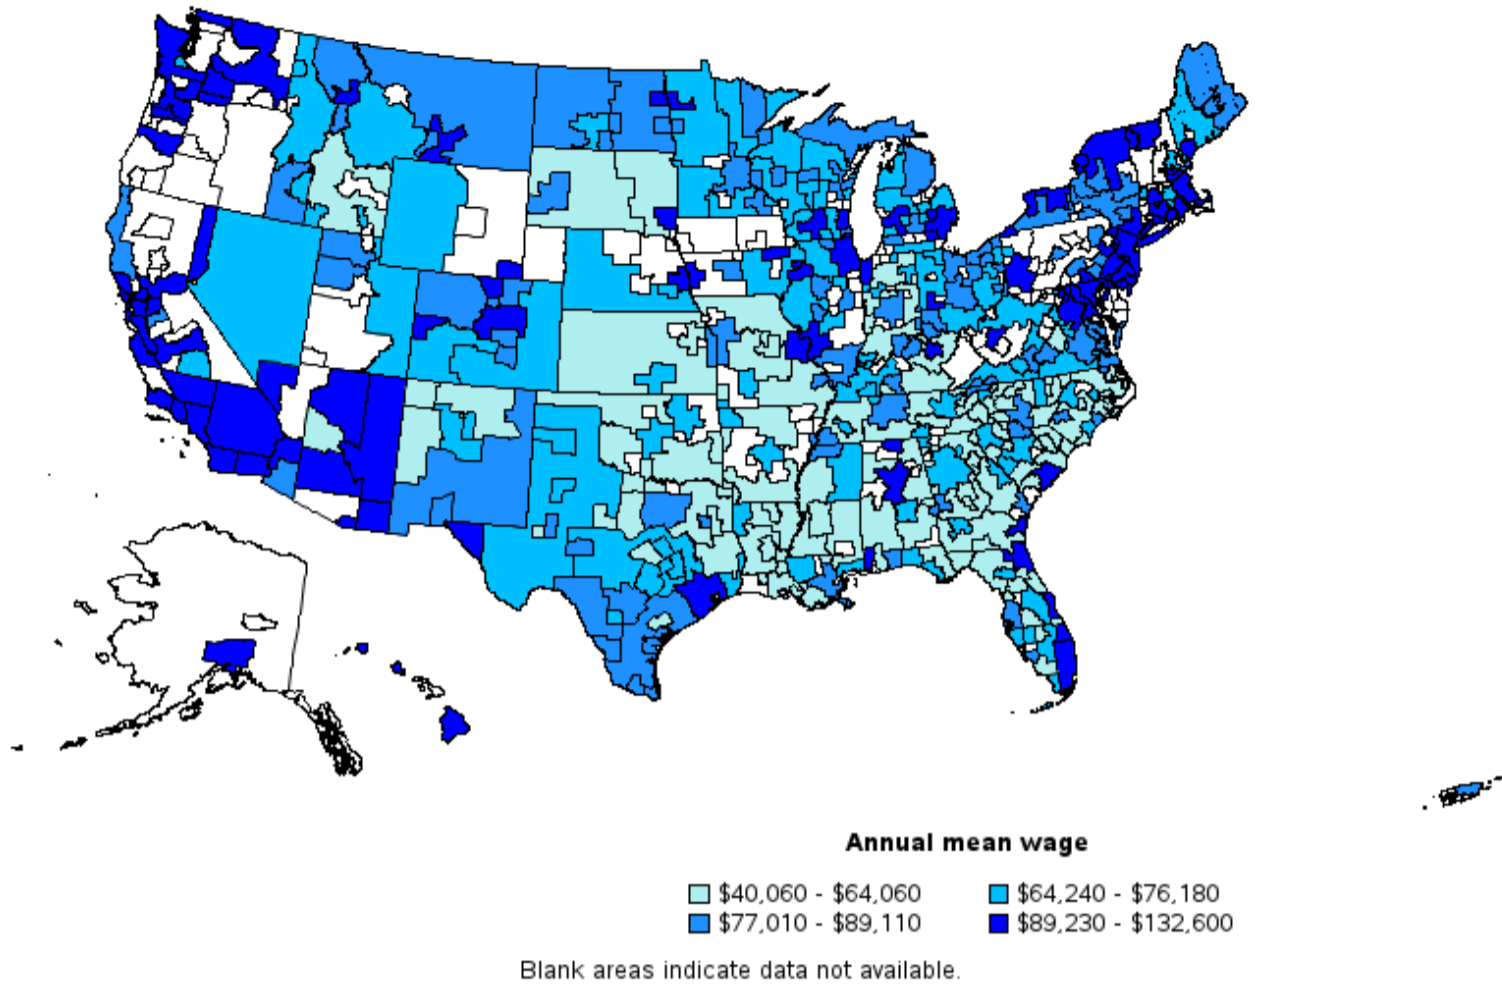 Annual mean wage
$40,060 - $64,060 $64,240 - $76,180
$77,010 - $89,110 $89,230 - $132,600
Blank areas indicate data not available.